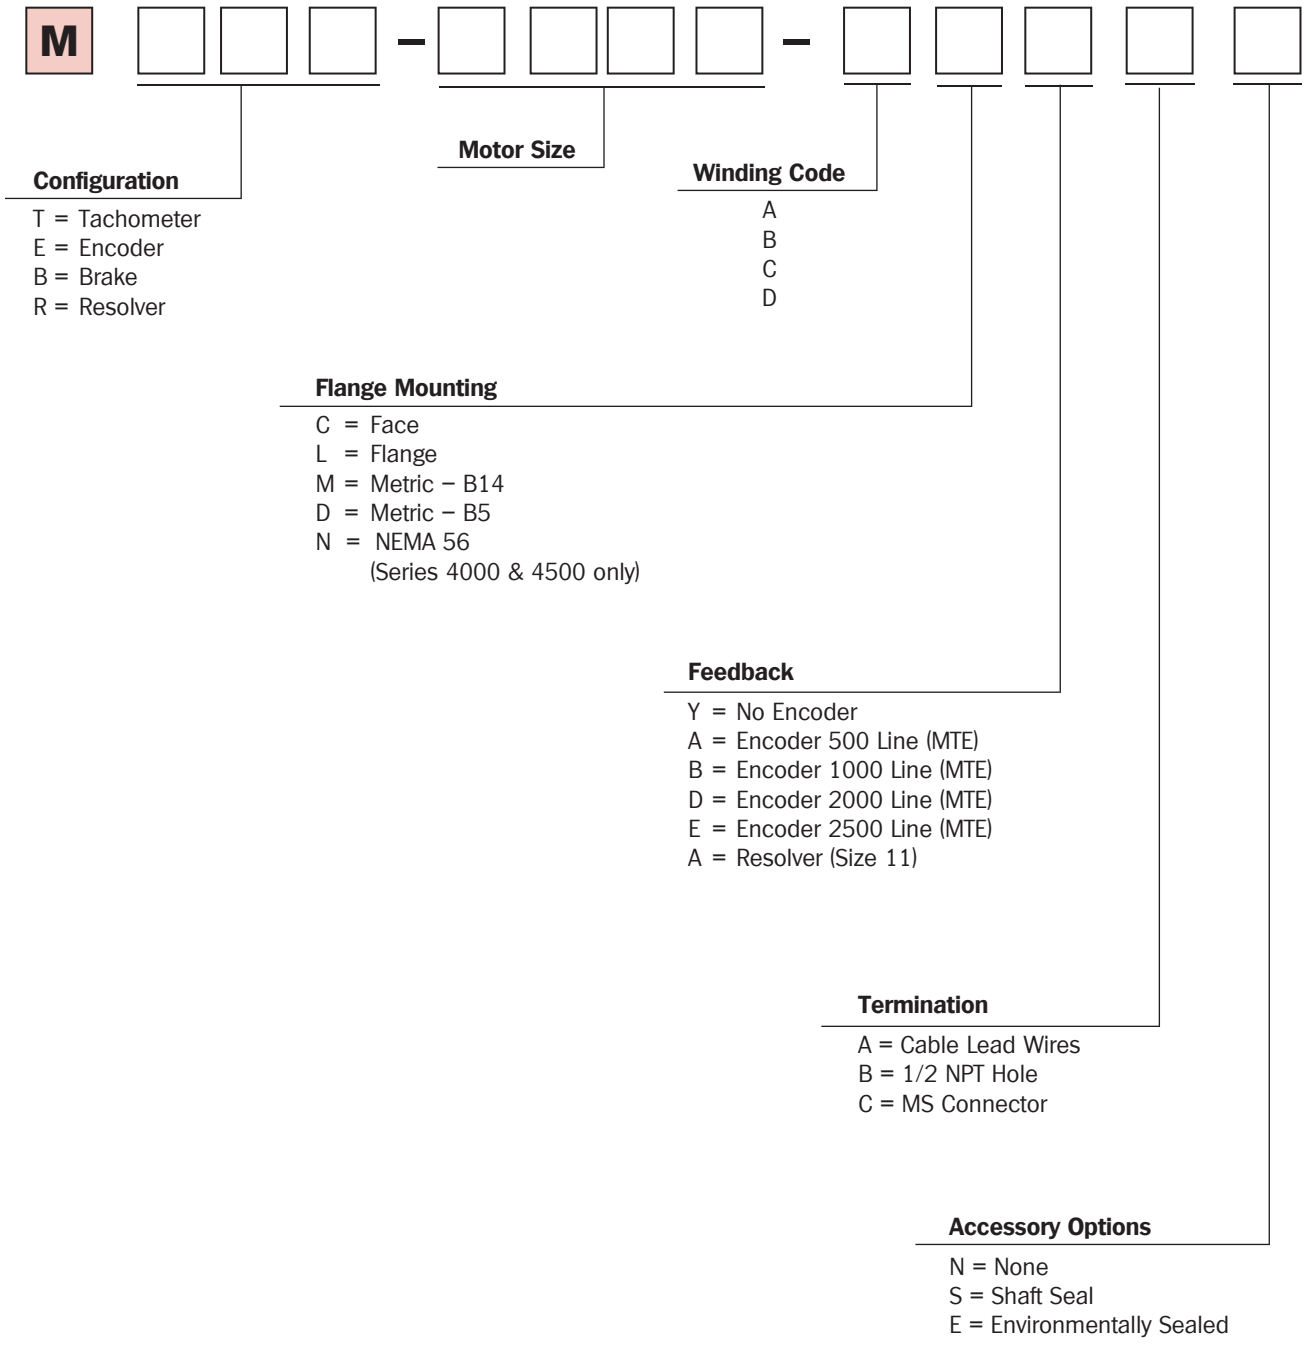 M – –
Configuration
T = Tachometer
E = Encoder
B = Brake
R = Resolver
Motor Size
Winding Code
A
B
C
D
Flange Mounting
C = Face
L = Flange
M = Metric – B14
D = Metric – B5
N = NEMA 56
(Series 4000 & 4500 only)
Feedback
Y = No Encoder
A = Encoder 500 Line (MTE)
B = Encoder 1000 Line (MTE)
D = Encoder 2000 Line (MTE)
E = Encoder 2500 Line (MTE)
A = Resolver (Size 11)
Termination
A = Cable Lead Wires
B = 1/2 NPT Hole
C = MS Connector
Accessory Options
N = None
S = Shaft Seal
E = Environmentally Sealed